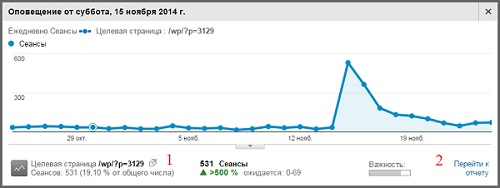 Оповещение от суббота, 15 ноября 2014 г.
Ежедневно Сеансы Целевая страница : /wp/?p=3129
Сеансы
600
300
29 окт.
5 нояб.
12 нояб.
19 нояб.
Целевая страница /wp/?p=3129 1 531 Сеансы Важность: 2 Перейти к
Сеансы: 531 (19,10 % от общего числа) >500 % ожидается: 0-69 отчету